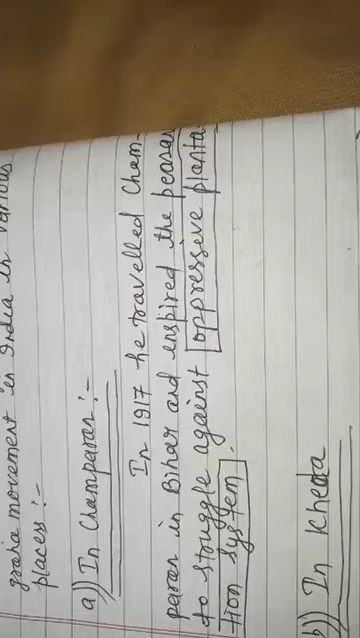 graha movement in India in various
places :-
a)) In Champaran :-
In 1917 he travelled Cham-
paran in Bihar and inspired the peasan
to struggle against oppressive planta-
tion system.
)) In Kheda